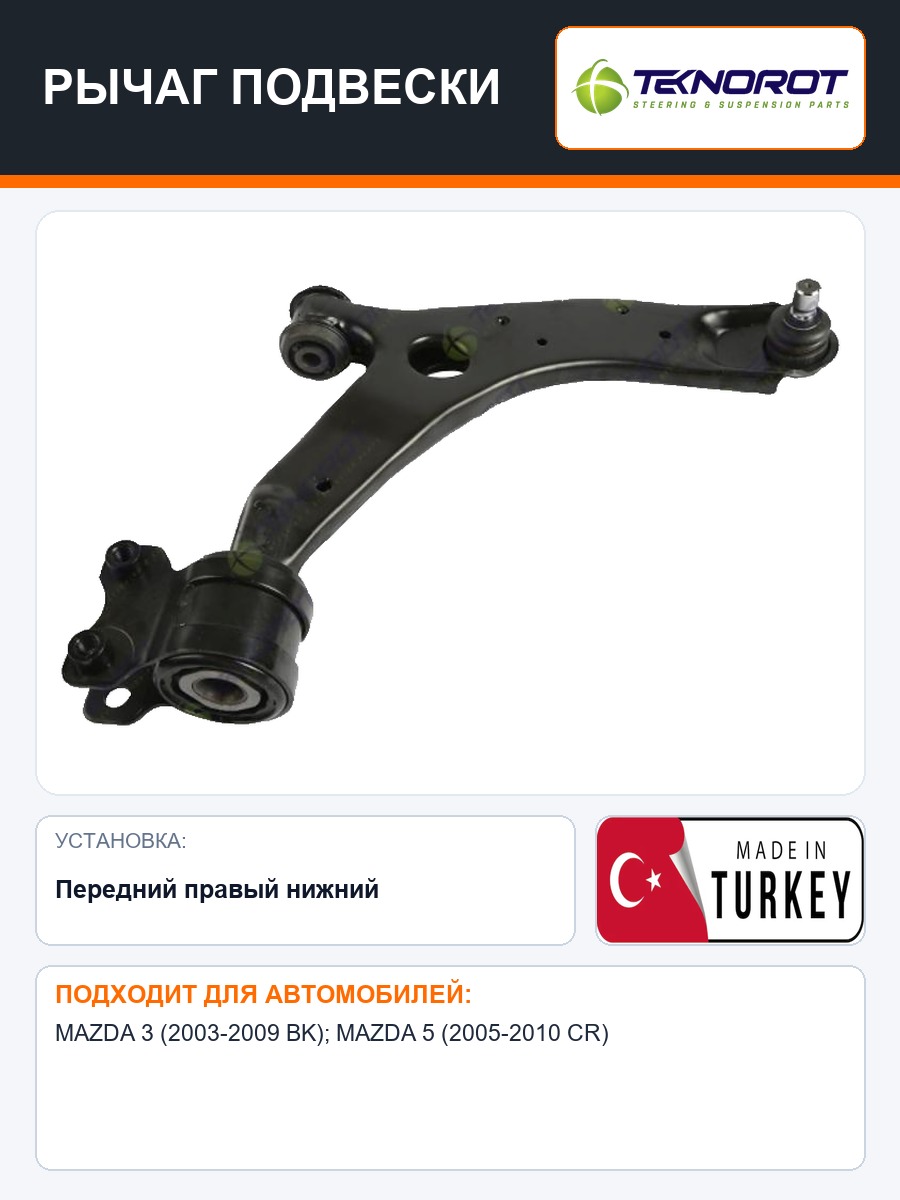 РЫЧАГ ПОДВЕСКИ
TEKNOROT
STEERING & SUSPENSION PARTS
УСТАНОВКА:
Передний правый нижний
MADE IN
TURKEY
ПОДХОДИТ ДЛЯ АВТОМОБИЛЕЙ:
MAZDA 3 (2003-2009 BK); MAZDA 5 (2005-2010 CR)